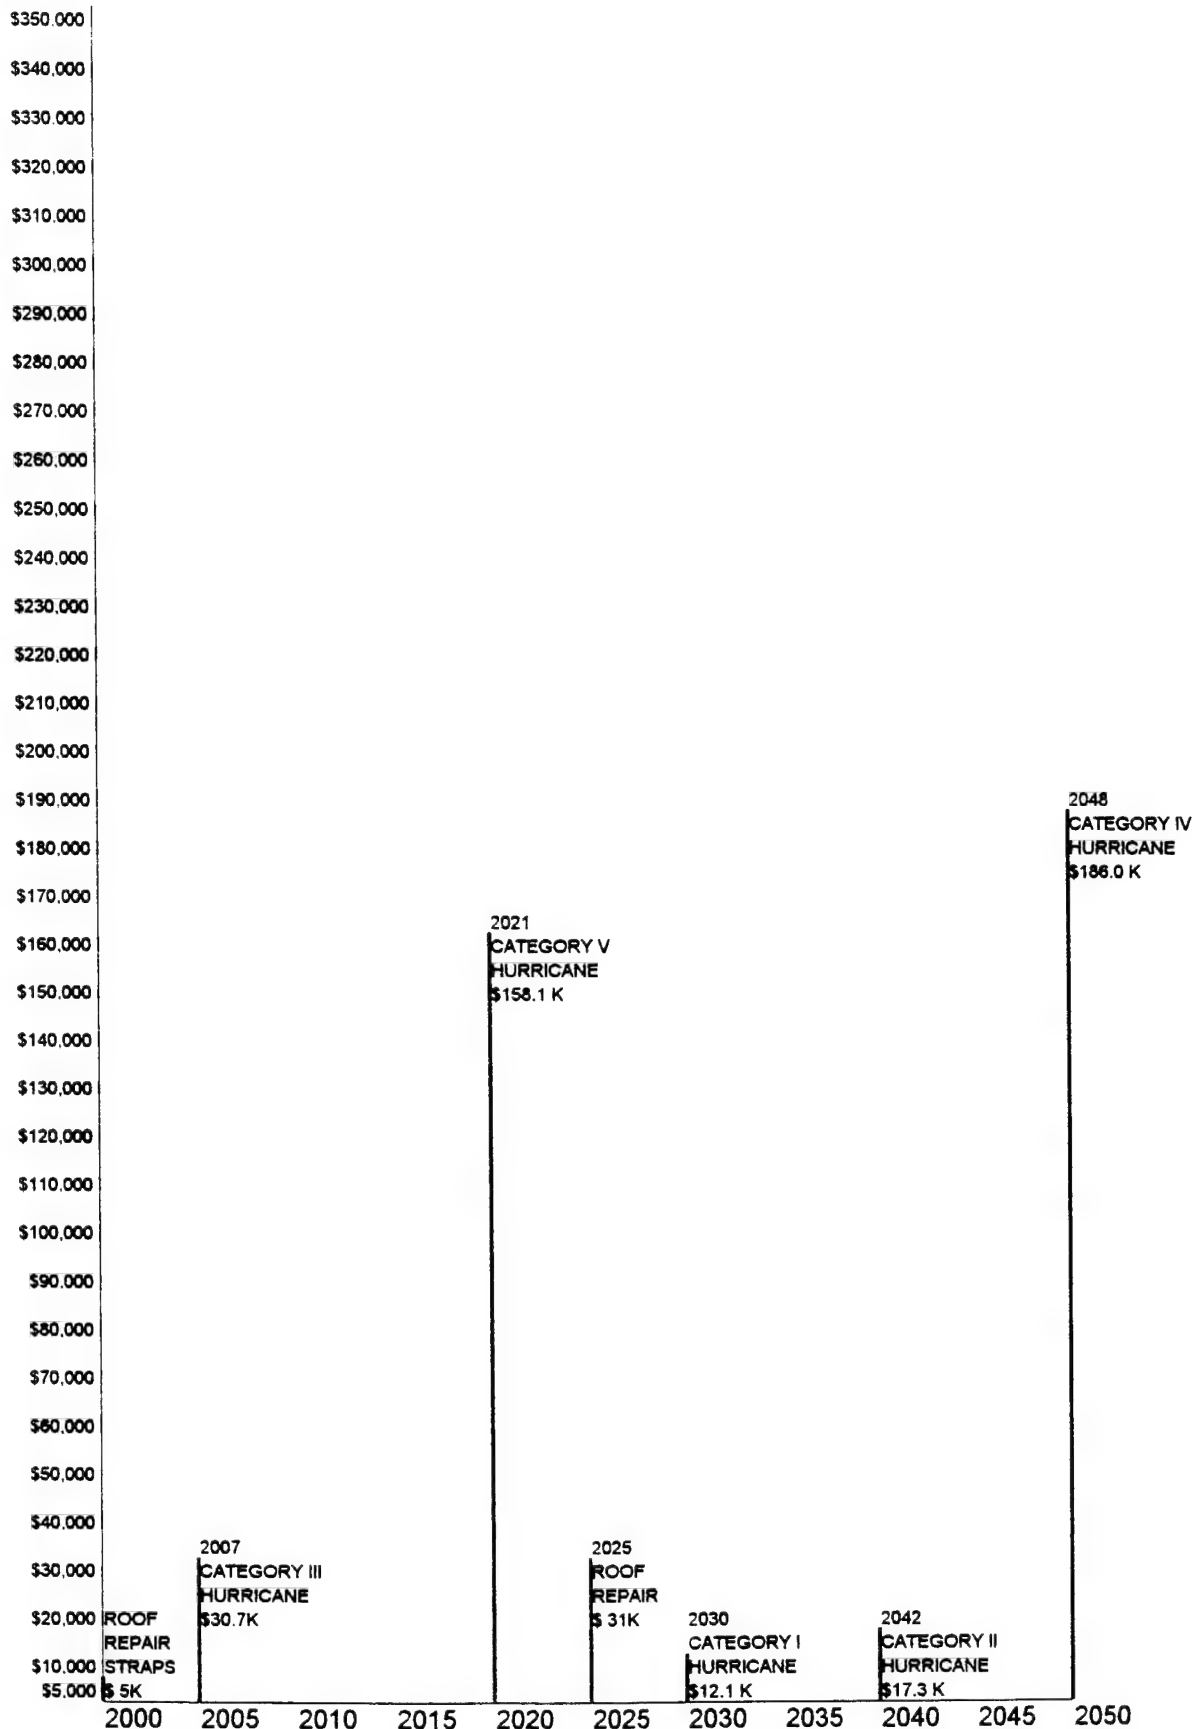 $350.000
$340,000
$330.000
$320,000
$310.000
$300,000
$290,000
$280,000
$270.000
$260,000
$250,000
$240,000
$230,000
$220,000
$210,000
$200.000
$190,000
$180,000
$170,000
$160,000
$150,000
$140,000
$130,000
$120,000
$110.000
$100,000
$90.000
$80,000
$70,000
$60.000
$50,000
$40.000
$30,000
$20,000
$10.000
$5,000
ROOF
REPAIR
STRAPS
$ 5K
2007
CATEGORY III
HURRICANE
$30.7K
2021
CATEGORY V
HURRICANE
$158.1 K
2025
ROOF
REPAIR
$ 31K
2030
CATEGORY I
HURRICANE
$12.1 K
2042
CATEGORY II
HURRICANE
$17.3 K
2048
CATEGORY IV
HURRICANE
$186.0 K
2000 2005 2010 2015 2020 2025 2030 2035 2040 2045 2050